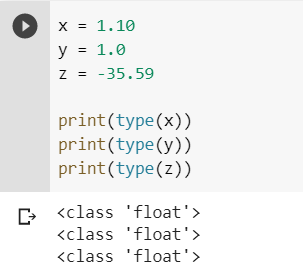 x = 1.10
y = 1.0
z = -35.59
print(type(x))
print(type(y))
print(type(z))
<class 'float'>
<class 'float'>
<class 'float'>